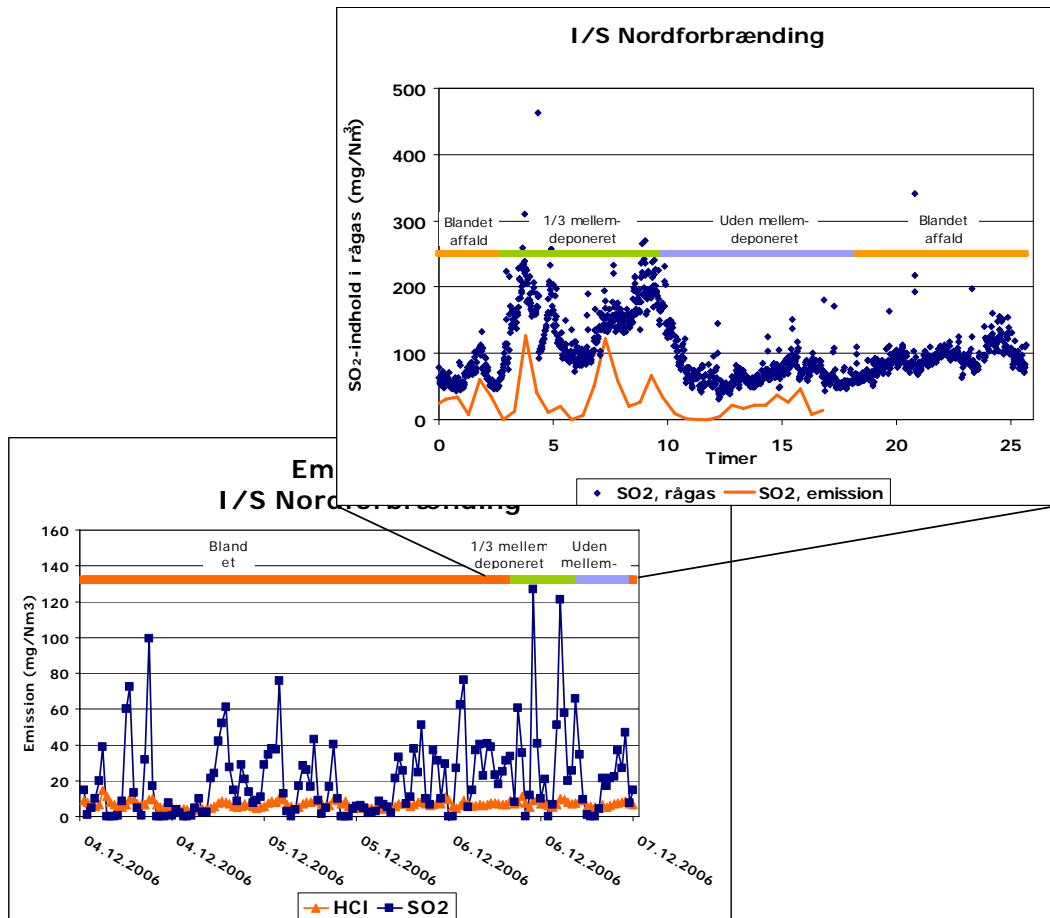 I/S Nordforbrænding
SO2-indhold i rågas (mg/Nm3)
500
400
300
200
100
0
Blandet
affald
1/3 mellem-
deponeret
Uden mellem-
deponeret
Blandet
affald
0 5 10 15 20 25
Timer
SO2, rågas SO2, emission
Em
I/S Nordforbrænding
Emission (mg/Nm3)
160
140
120
100
80
60
40
20
0
Bland
et
1/3 mellem
deponeret
Uden
mellem-
04.12.2006 04.12.2006 05.12.2006 05.12.2006 06.12.2006 06.12.2006 07.12.2006
HCl SO2